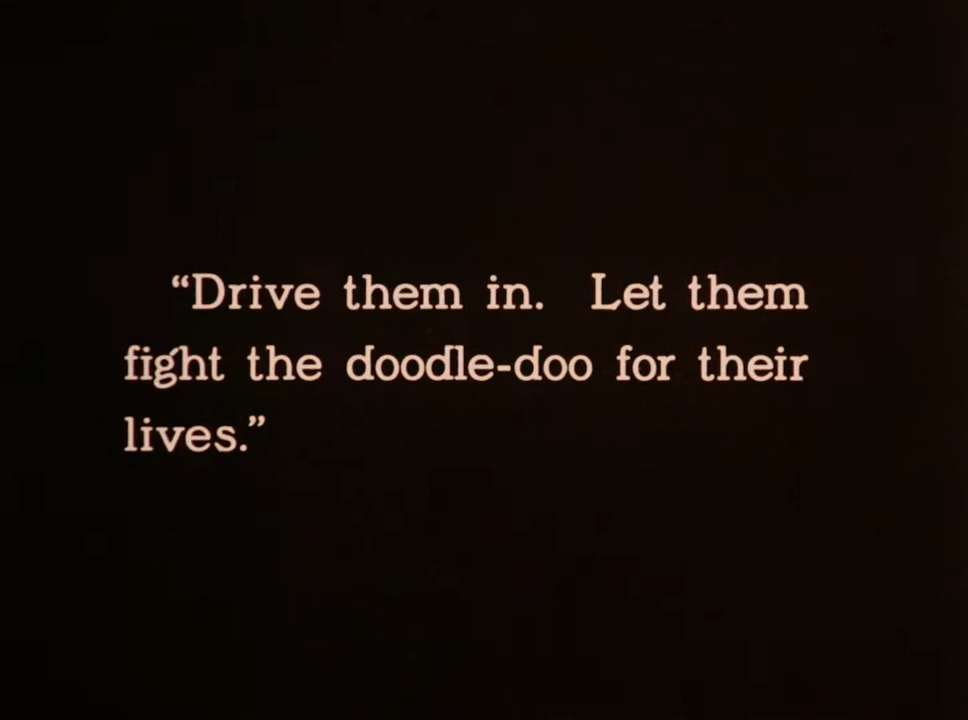 “Drive them in. Let them
fight the doodle-doo for their
lives.”